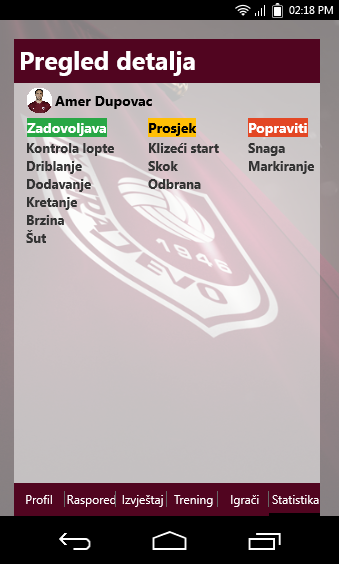 02:18 PM
Pregled detalja
Amer Dupovac
Zadovoljava
Kontrola lopte
Driblanje
Dodavanje
Kretanje
Brzina
Šut
Prosjek
Klizeći start
Skok
Odbrana
Popraviti
Snaga
Markiranje
1946
Profil
Raspored
Izvještaj
Trening
Igrači
Statistika